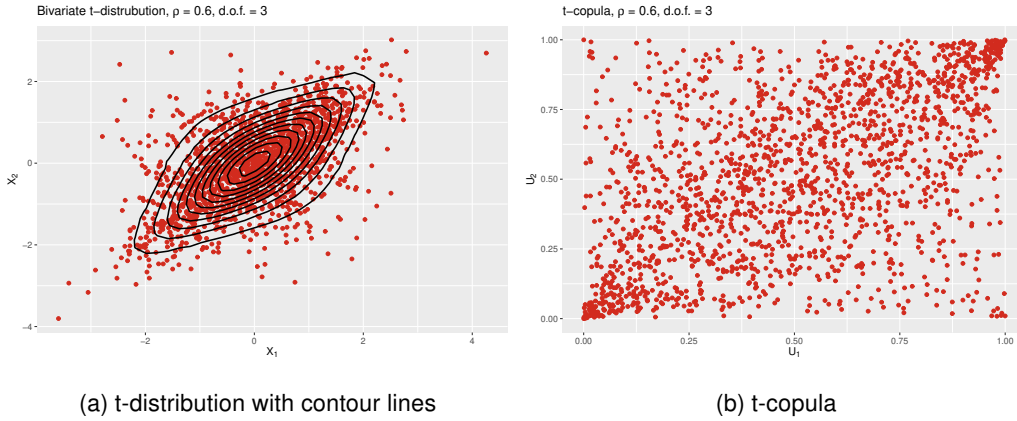 Bivariate t−distrubution, ρ = 0.6, d.o.f. = 3
2
0
−2
−4
X2
−2
0
2
4
X1
(a) t-distribution with contour lines
t−copula, ρ = 0.6, d.o.f. = 3
1.00
0.75
0.50
0.25
0.00
U2
0.00
0.25
0.50
0.75
1.00
U1
(b) t-copula